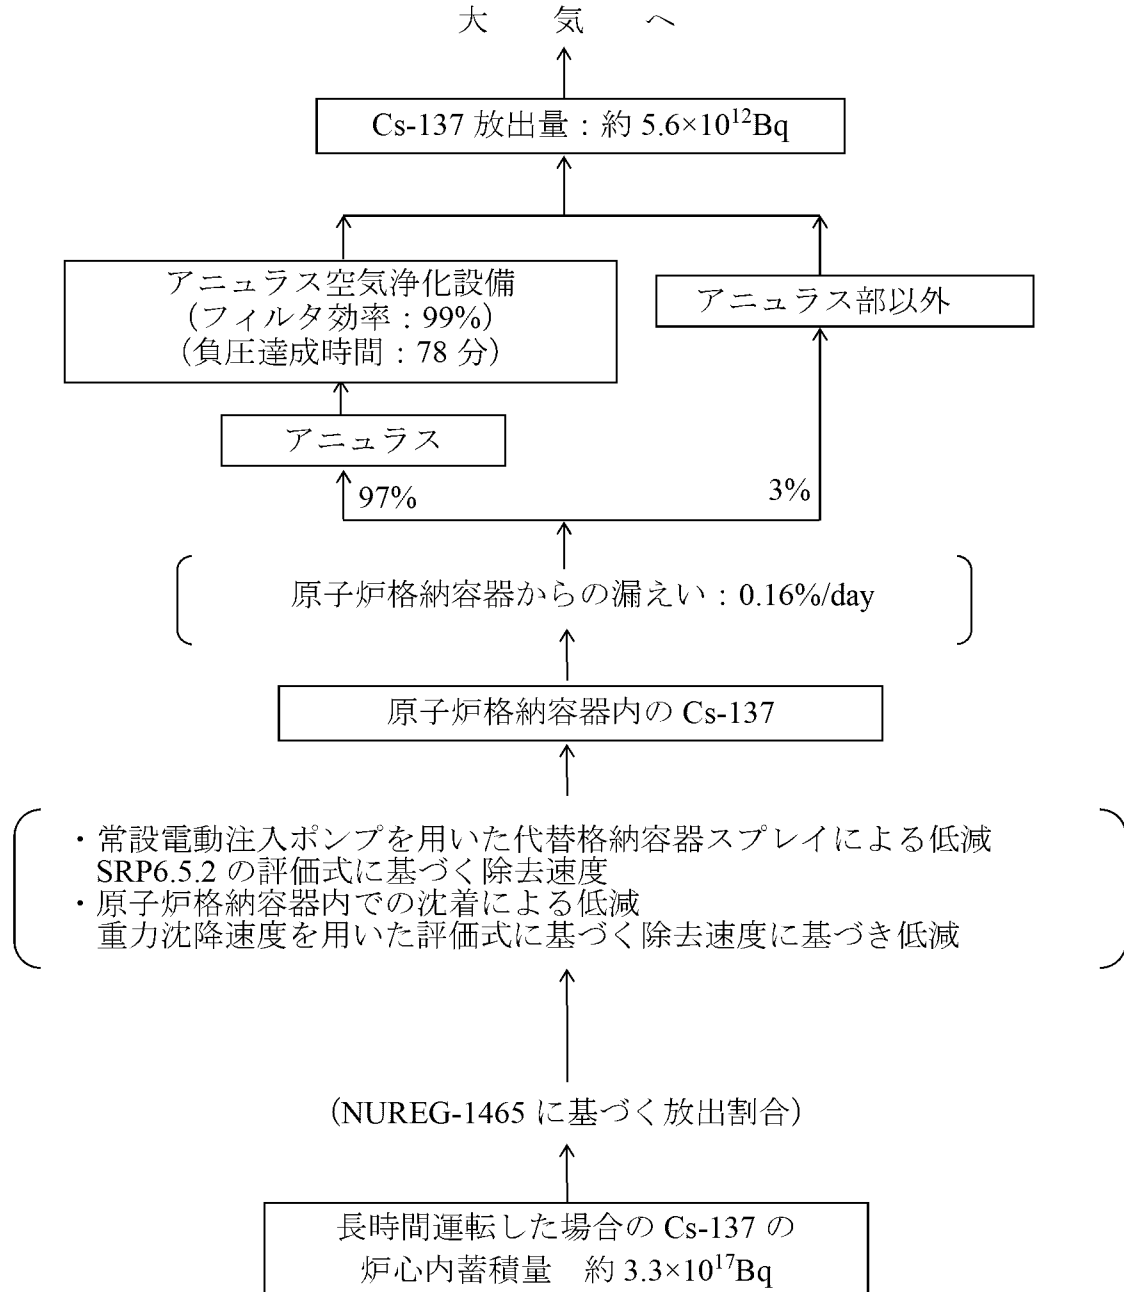 大 気 へ
Cs-137 放出量：約 5.6×10¹²Bq
アニュラス空気浄化設備
（フィルタ効率：99%）
（負圧達成時間：78 分）
アニュラス部以外
アニュラス
97%
3%
原子炉格納容器からの漏えい：0.16%/day
原子炉格納容器内の Cs-137
・常設電動注入ポンプを用いた代替格納容器スプレイによる低減
SRP6.5.2 の評価式に基づく除去速度
・原子炉格納容器内での沈着による低減
重力沈降速度を用いた評価式に基づく除去速度に基づき低減
（NUREG-1465 に基づく放出割合）
長時間運転した場合の Cs-137 の
炉心内蓄積量　約 3.3×10¹⁷Bq